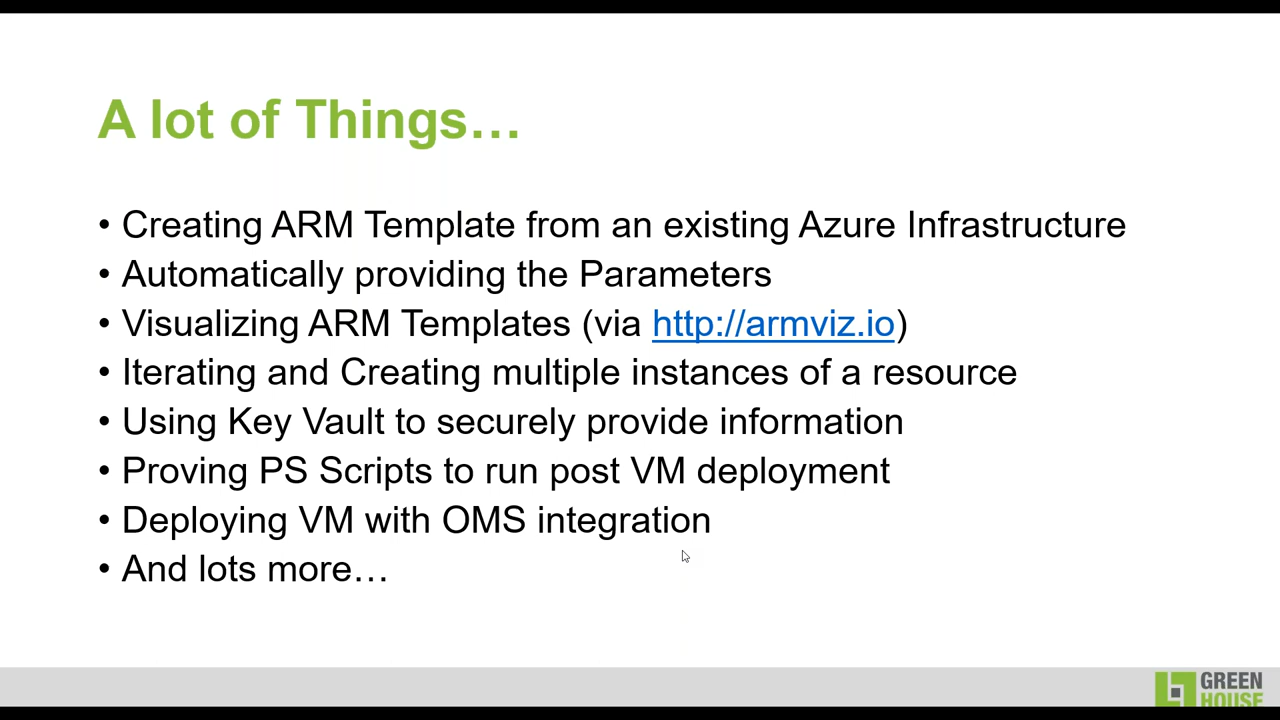 A lot of Things…
• Creating ARM Template from an existing Azure Infrastructure
• Automatically providing the Parameters
• Visualizing ARM Templates (via http://armviz.io)
• Iterating and Creating multiple instances of a resource
• Using Key Vault to securely provide information
• Proving PS Scripts to run post VM deployment
• Deploying VM with OMS integration
• And lots more…
GREEN
HOUSE